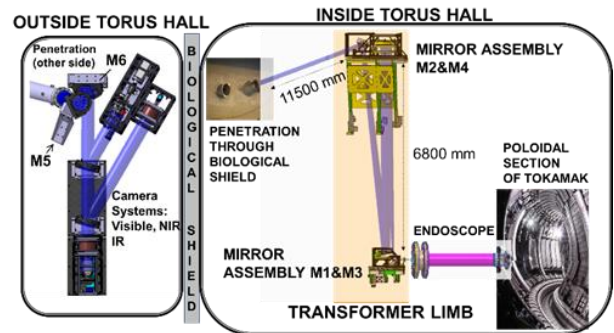 OUTSIDE TORUS HALL
Penetration
(other side)
M6
M5
Camera
Systems:
Visible, NIR
IR
BIOLOGICAL SHIELD
INSIDE TORUS HALL
MIRROR ASSEMBLY
M2&M4
11500 mm
PENETRATION
THROUGH
BIOLOGICAL
SHIELD
6800 mm
POLOIDAL
SECTION
OF TOKAMAK
ENDOSCOPE
MIRROR
ASSEMBLY M1&M3
TRANSFORMER LIMB